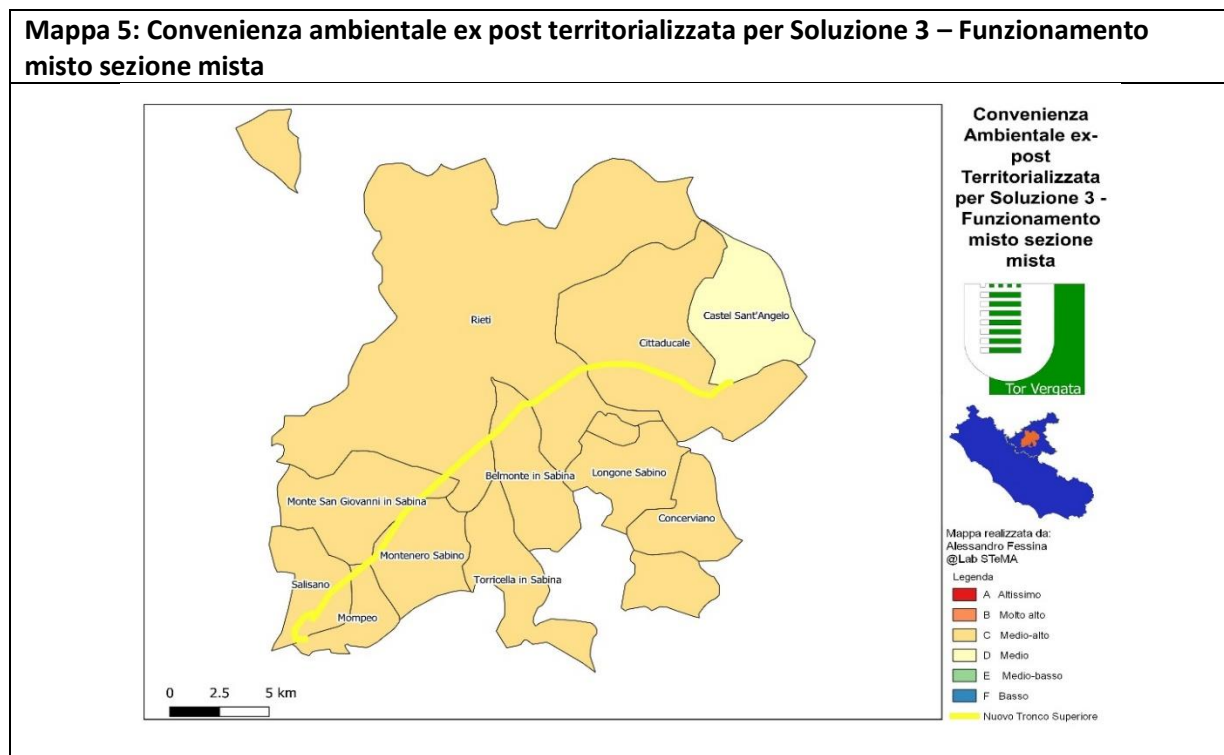 Mappa 5: Convenienza ambientale ex post territorializzata per Soluzione 3 – Funzionamento
misto sezione mista
Convenienza
Ambientale ex-
post
Territorializzata
per Soluzione 3 -
Funzionamento
misto sezione
mista
Rieti
Cittaducale
Castel Sant'Angelo
Tor Vergata
Monte San Giovanni in Sabina
Belmonte in Sabina
Longone Sabino
Concerviano
Montenero Sabino
Salisano
Torricella in Sabina
Mompeo
Mappa realizzata da:
Alessandro Fessina
@Lab STeMA
Legenda
A Altissimo
B Molto alto
C Medio-alto
D Medio
E Medio-basso
F Basso
Nuovo Tronco Superiore
0 2.5 5 km